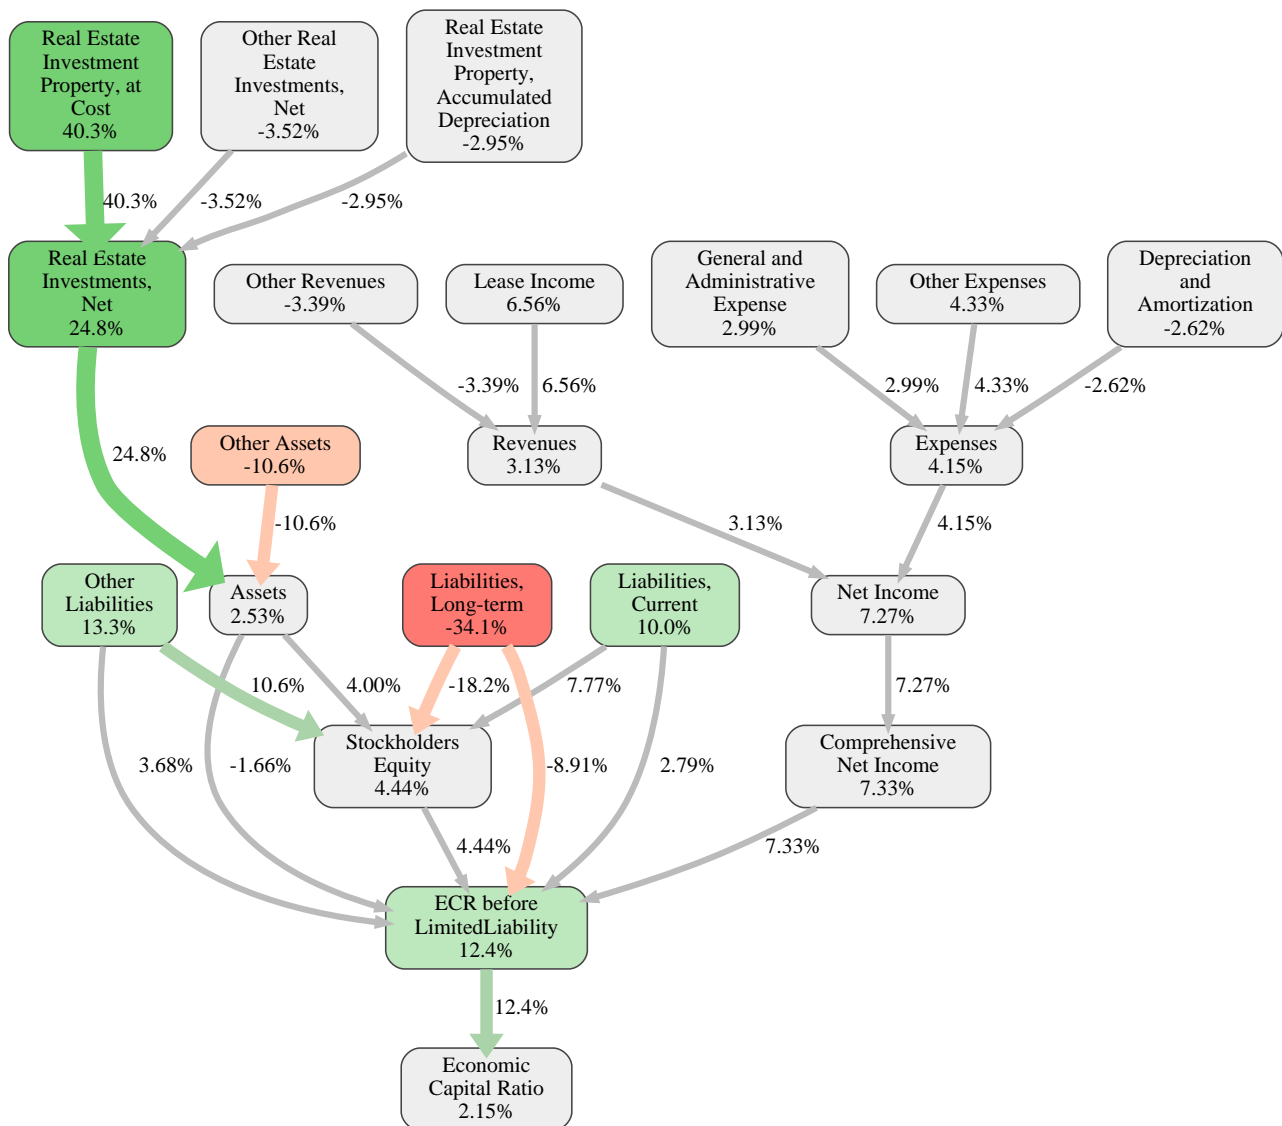 Real Estate
Investment
Property, at
Cost
40.3%
Other Real
Estate
Investments,
Net
-3.52%
Real Estate
Investment
Property,
Accumulated
Depreciation
-2.95%
40.3%
-3.52%
-2.95%
Real Estate
Investments,
Net
24.8%
Other Revenues
-3.39%
Lease Income
6.56%
General and
Administrative
Expense
2.99%
Other Expenses
4.33%
Depreciation
and
Amortization
-2.62%
-3.39%
6.56%
2.99%
4.33%
-2.62%
24.8%
Other Assets
-10.6%
Revenues
3.13%
Expenses
4.15%
-10.6%
3.13%
4.15%
Other
Liabilities
13.3%
Assets
2.53%
Liabilities,
Long-term
-34.1%
Liabilities,
Current
10.0%
Net Income
7.27%
10.6%
4.00%
-18.2%
7.77%
7.27%
3.68%
-1.66%
Stockholders
Equity
4.44%
-8.91%
2.79%
Comprehensive
Net Income
7.33%
4.44%
7.33%
ECR before
LimitedLiability
12.4%
12.4%
Economic
Capital Ratio
2.15%